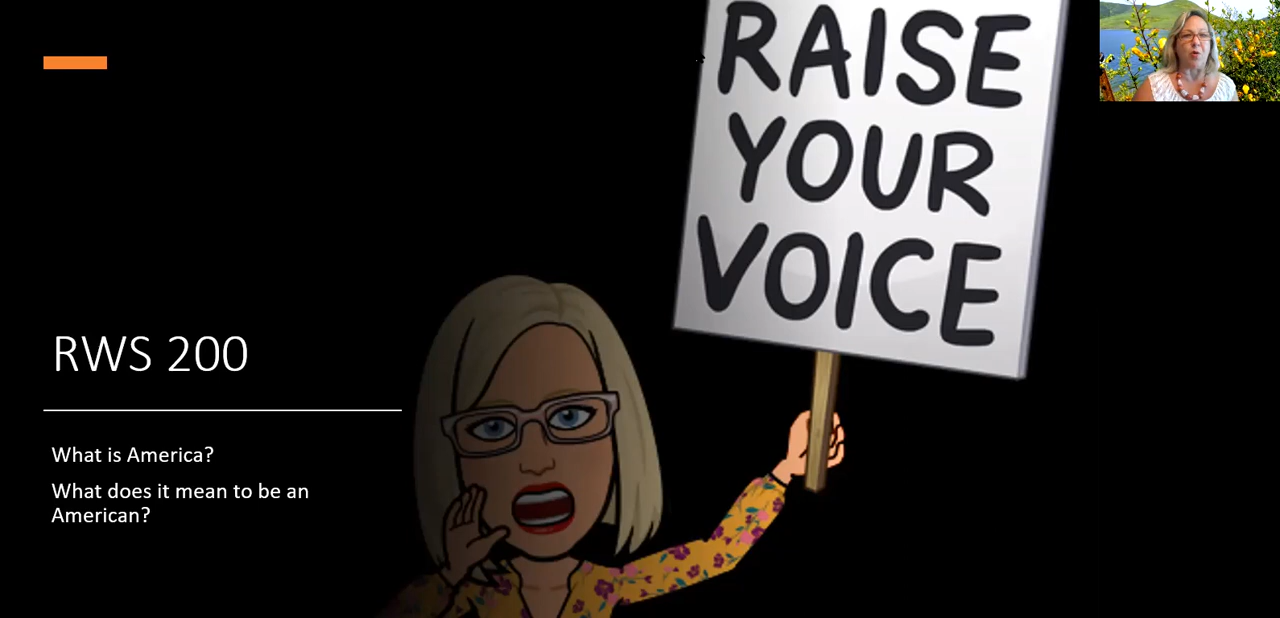 RAISE
YOUR
VOICE
RWS 200
What is America?
What does it mean to be an
American?